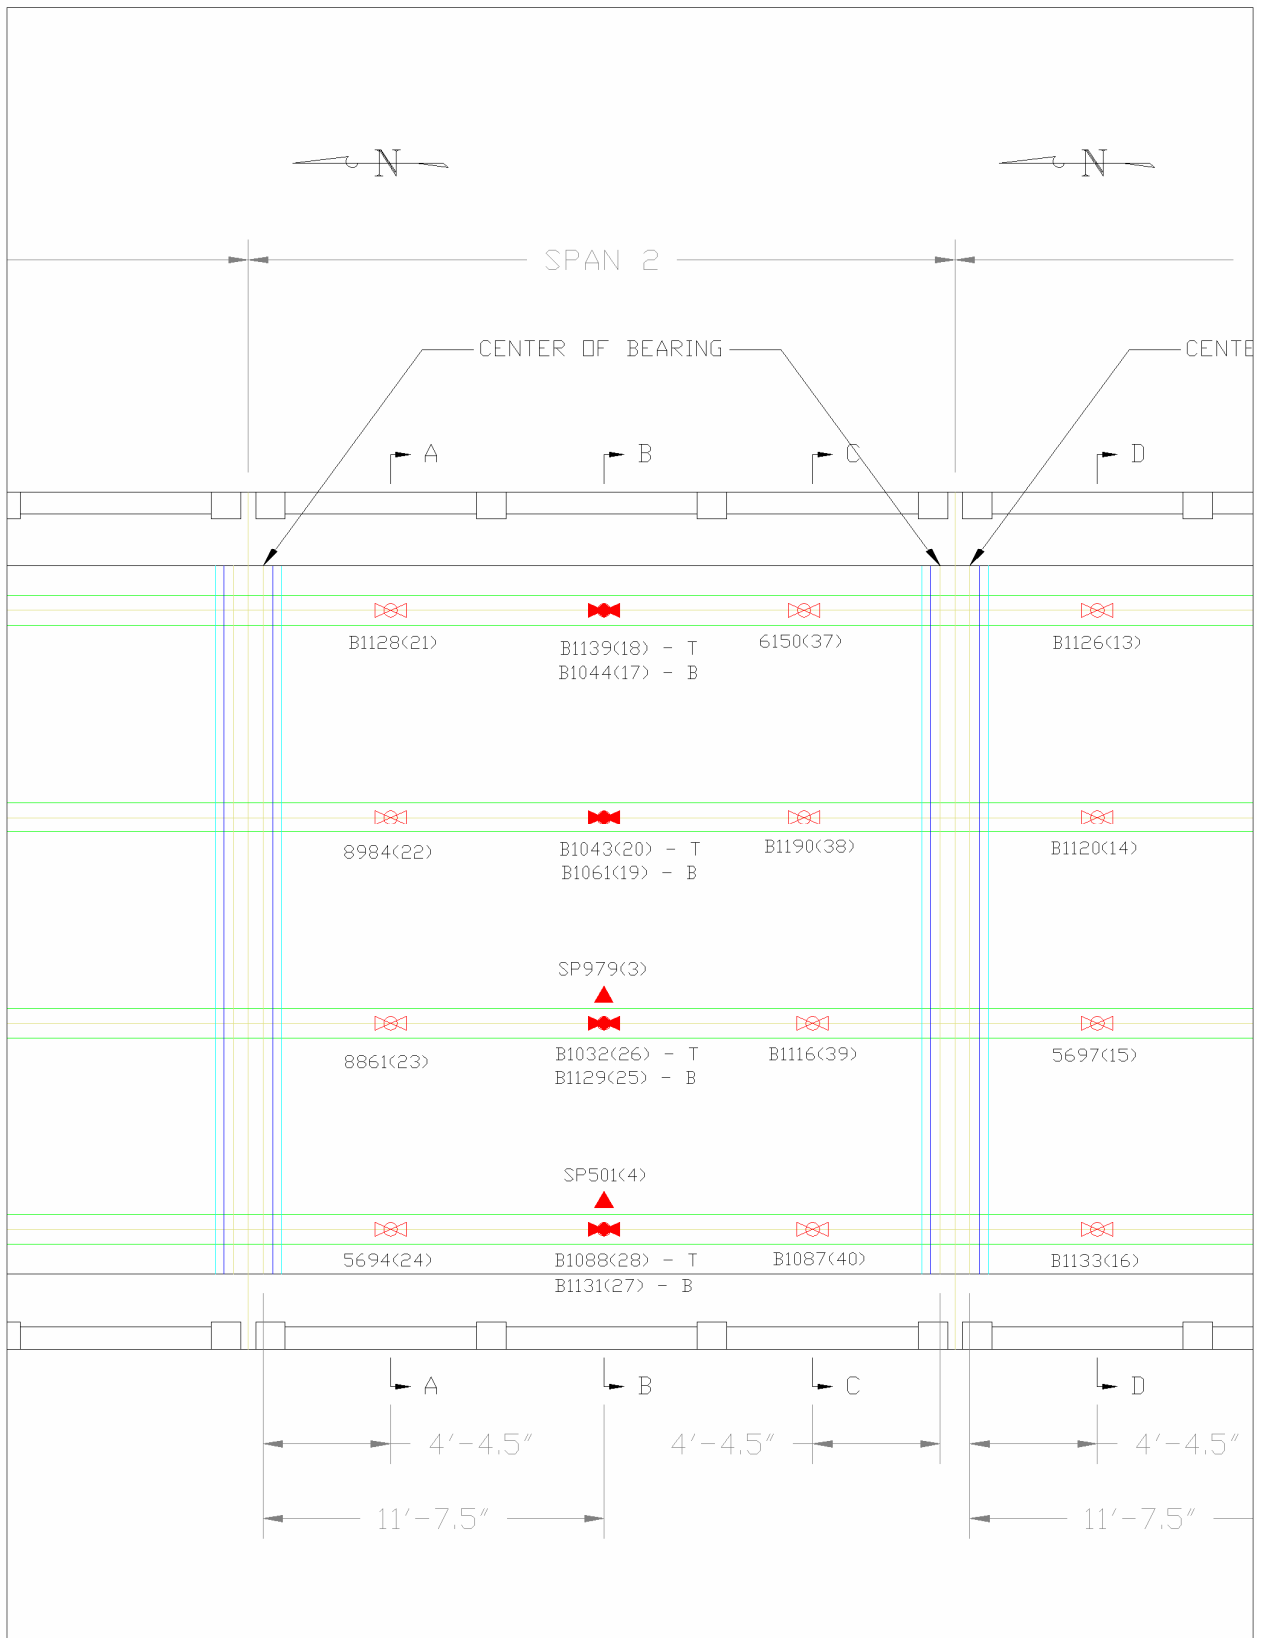 N N
SPAN 2
CENTER OF BEARING CENTE
A B C D
B1128(21) B1139(18) - T 6150(37) B1126(13)
B1044(17) - B
8984(22) B1043(20) - T B1190(38) B1120(14)
B1061(19) - B
SP979(3)
8861(23) B1032(26) - T B1116(39) 5697(15)
B1129(25) - B
SP501(4)
5694(24) B1088(28) - T B1087(40) B1133(16)
B1131(27) - B
A B C D
4'-4.5" 4'-4.5" 4'-4.5"
11'-7.5" 11'-7.5"